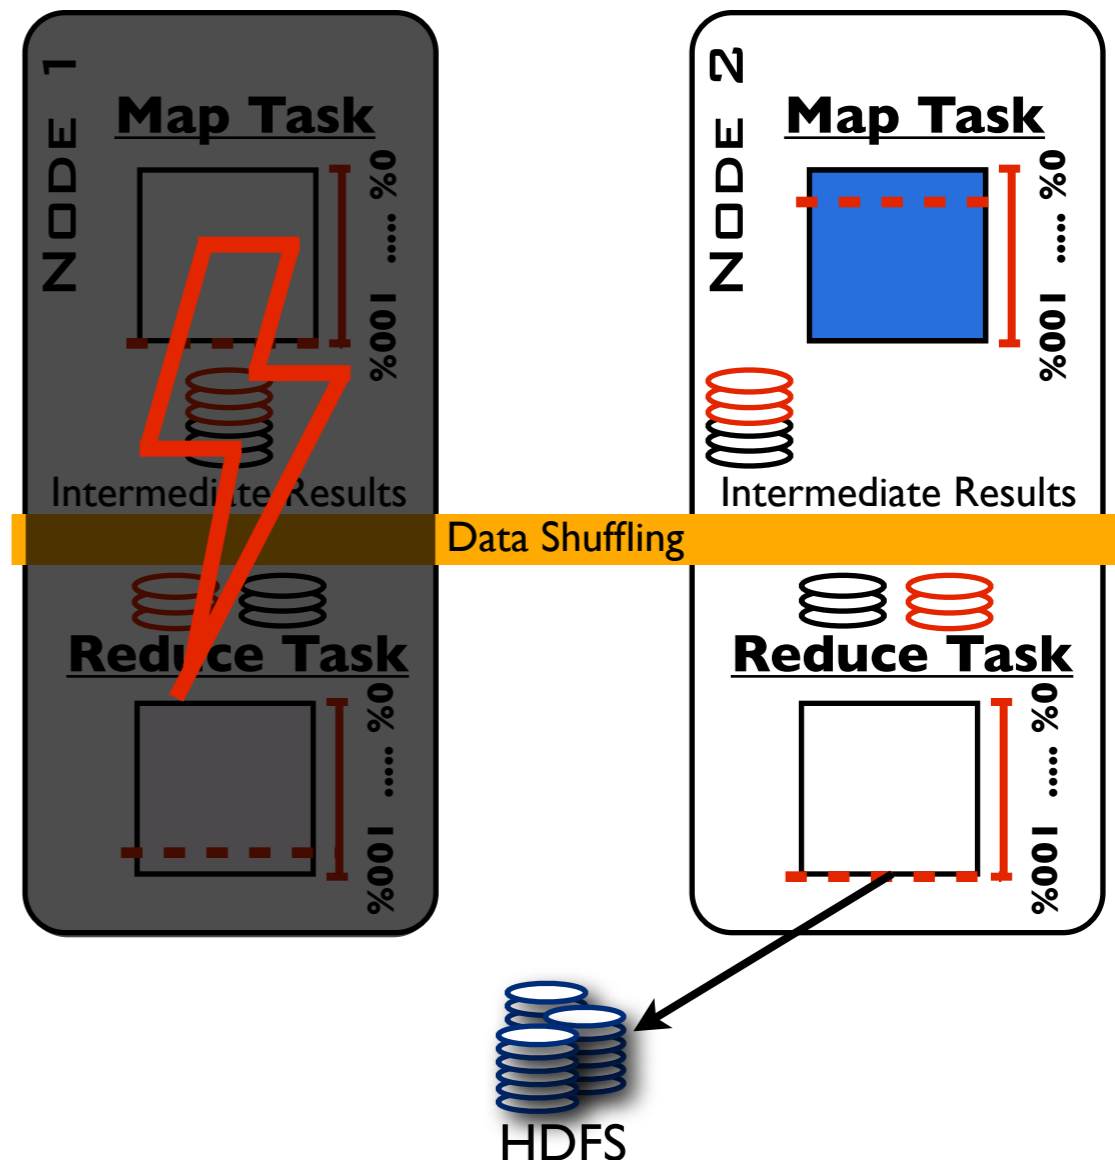 NODE 1
Map Task
0% ..... 100%
Intermediate Results
NODE 2
Map Task
0% ..... 100%
Intermediate Results
Data Shuffling
Reduce Task
0% ..... 100%
Reduce Task
0% ..... 100%
HDFS